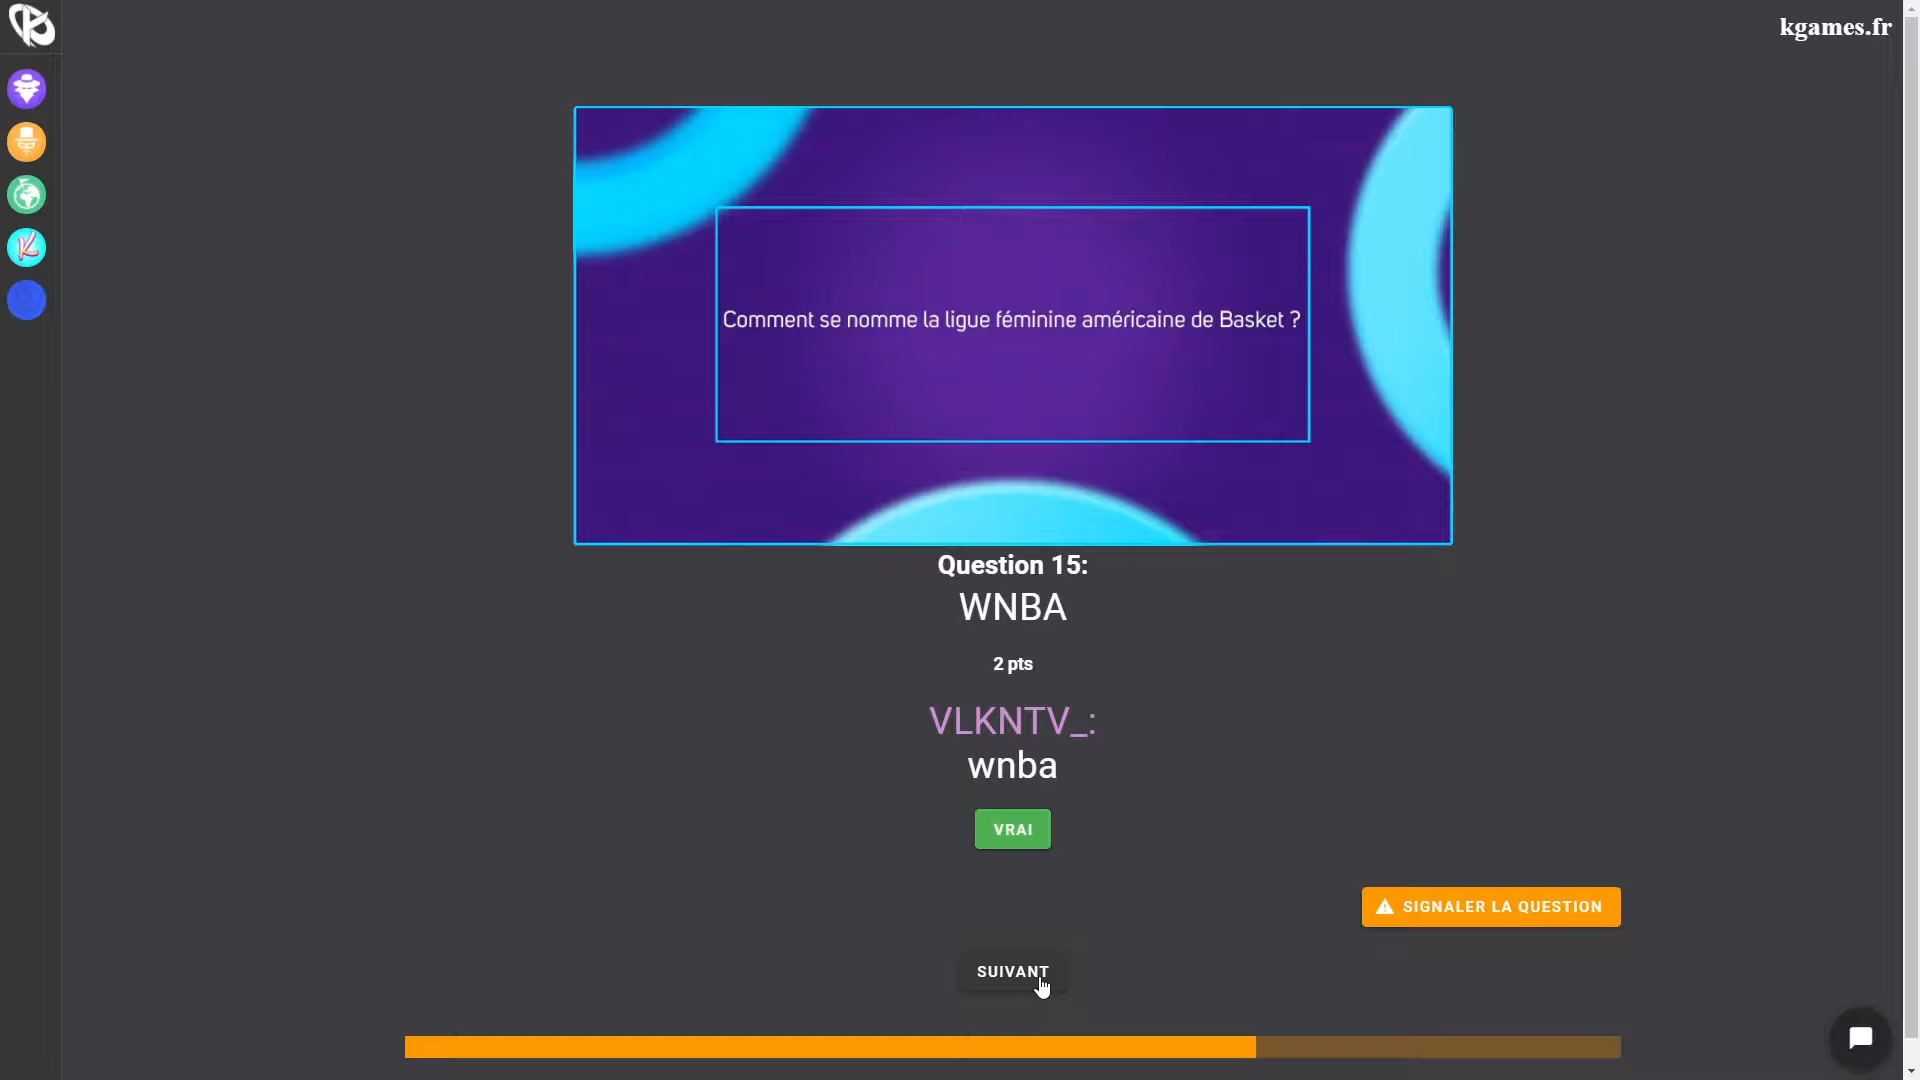 kgames.fr
Comment se nomme la ligue féminine américaine de Basket ?
Question 15:
WNBA
2 pts
VLKNTV_:
wnba
VRAI
SIGNALER LA QUESTION
SUIVANT